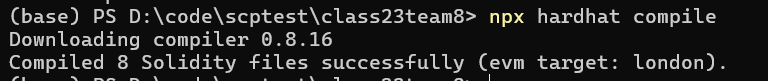 (base) PS D:\code\scptest\class23team8> npx hardhat compile
Downloading compiler 0.8.16
Compiled 8 Solidity files successfully (evm target: london).